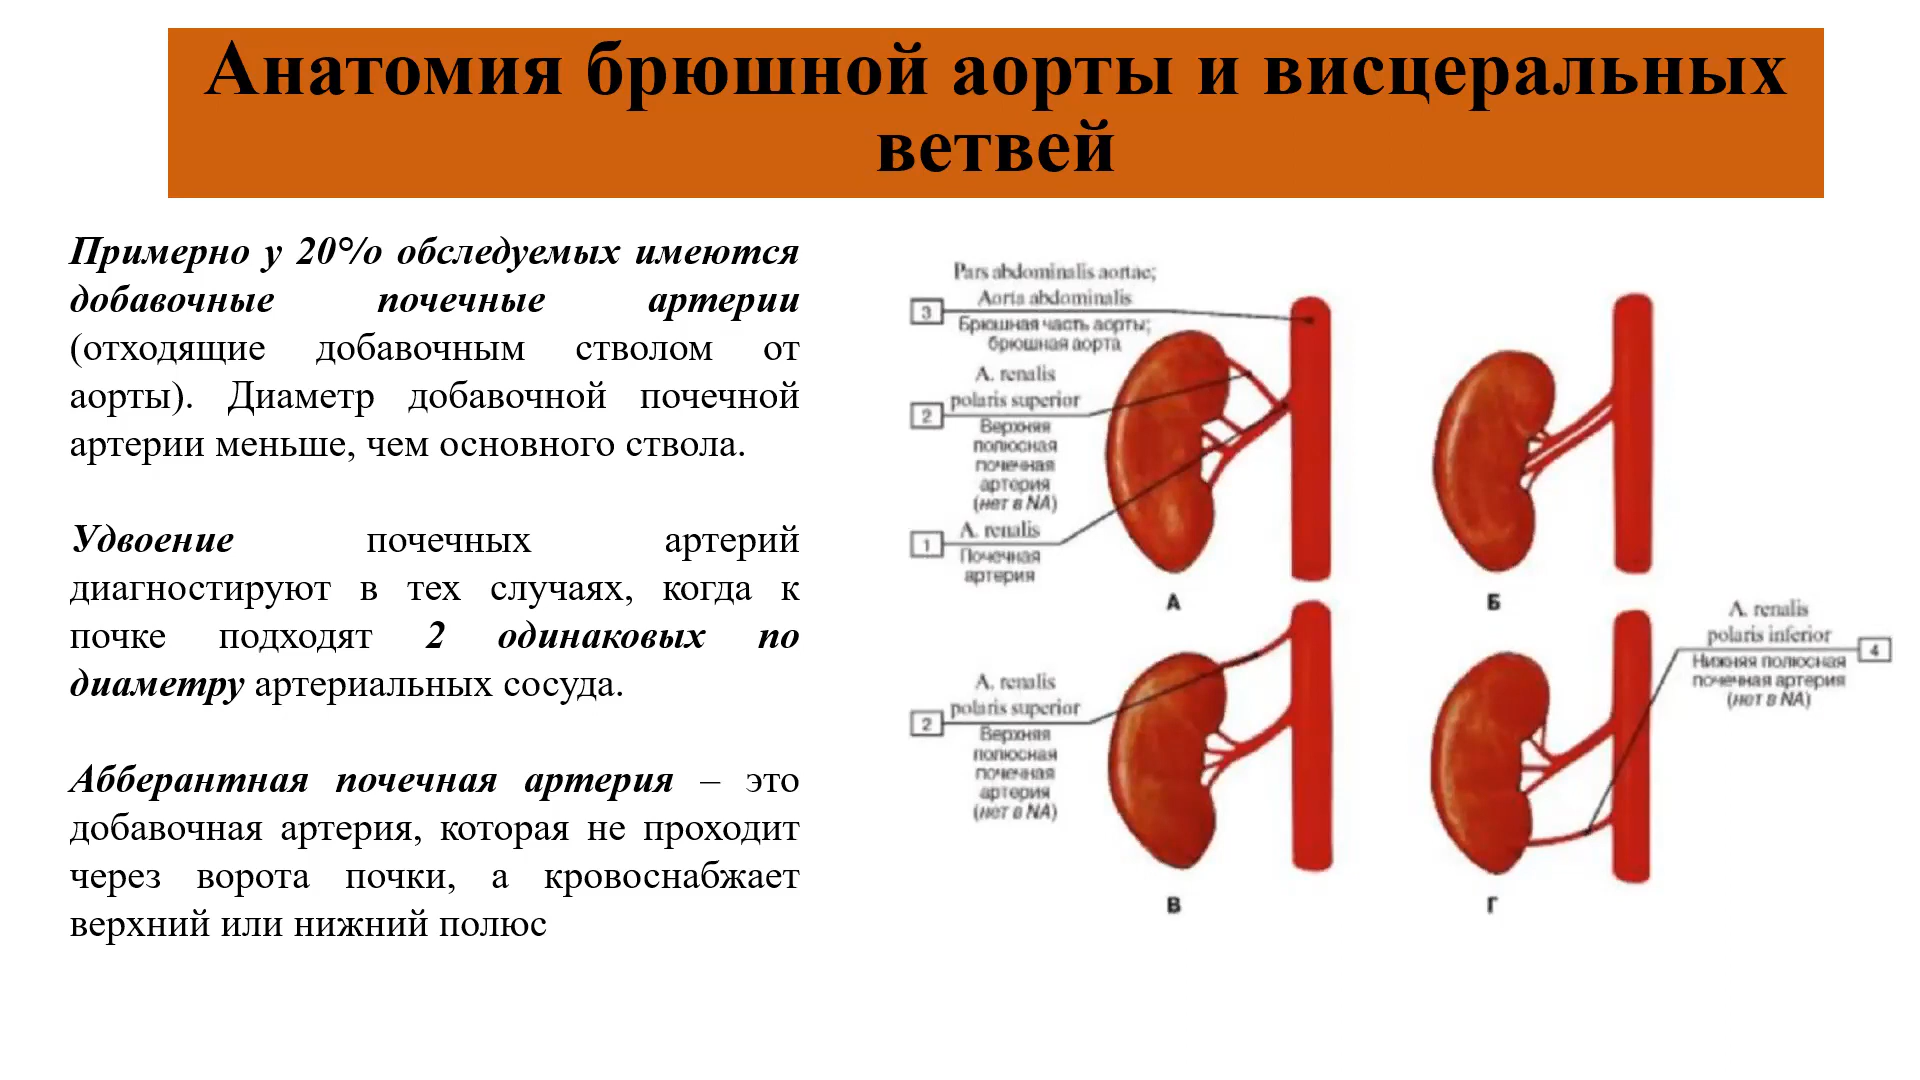 Анатомия брюшной аорты и висцеральных
ветвей
Примерно у 20°/о обследуемых имеются
добавочные почечные артерии
(отходящие добавочным стволом от
аорты). Диаметр добавочной почечной
артерии меньше, чем основного ствола.
Удвоение почечных артерий
диагностируют в тех случаях, когда к
почке подходят 2 одинаковых по
диаметру артериальных сосуда.
Абберантная почечная артерия – это
добавочная артерия, которая не проходит
через ворота почки, а кровоснабжает
верхний или нижний полюс
Pars abdominalis aortae;
Aorta abdominalis
3
Брюшная часть аорты;
брюшная аорта
A. renalis
polaris superior
2
Верхняя
полюсная
почечная
артерия
(нет в NA)
A. renalis
1
Почечная
артерия
А
Б
A. renalis
polaris superior
2
Верхняя
полюсная
почечная
артерия
(нет в NA)
В
A. renalis
polaris inferior
4
Нижняя полюсная
почечная артерия
(нет в NA)
Г